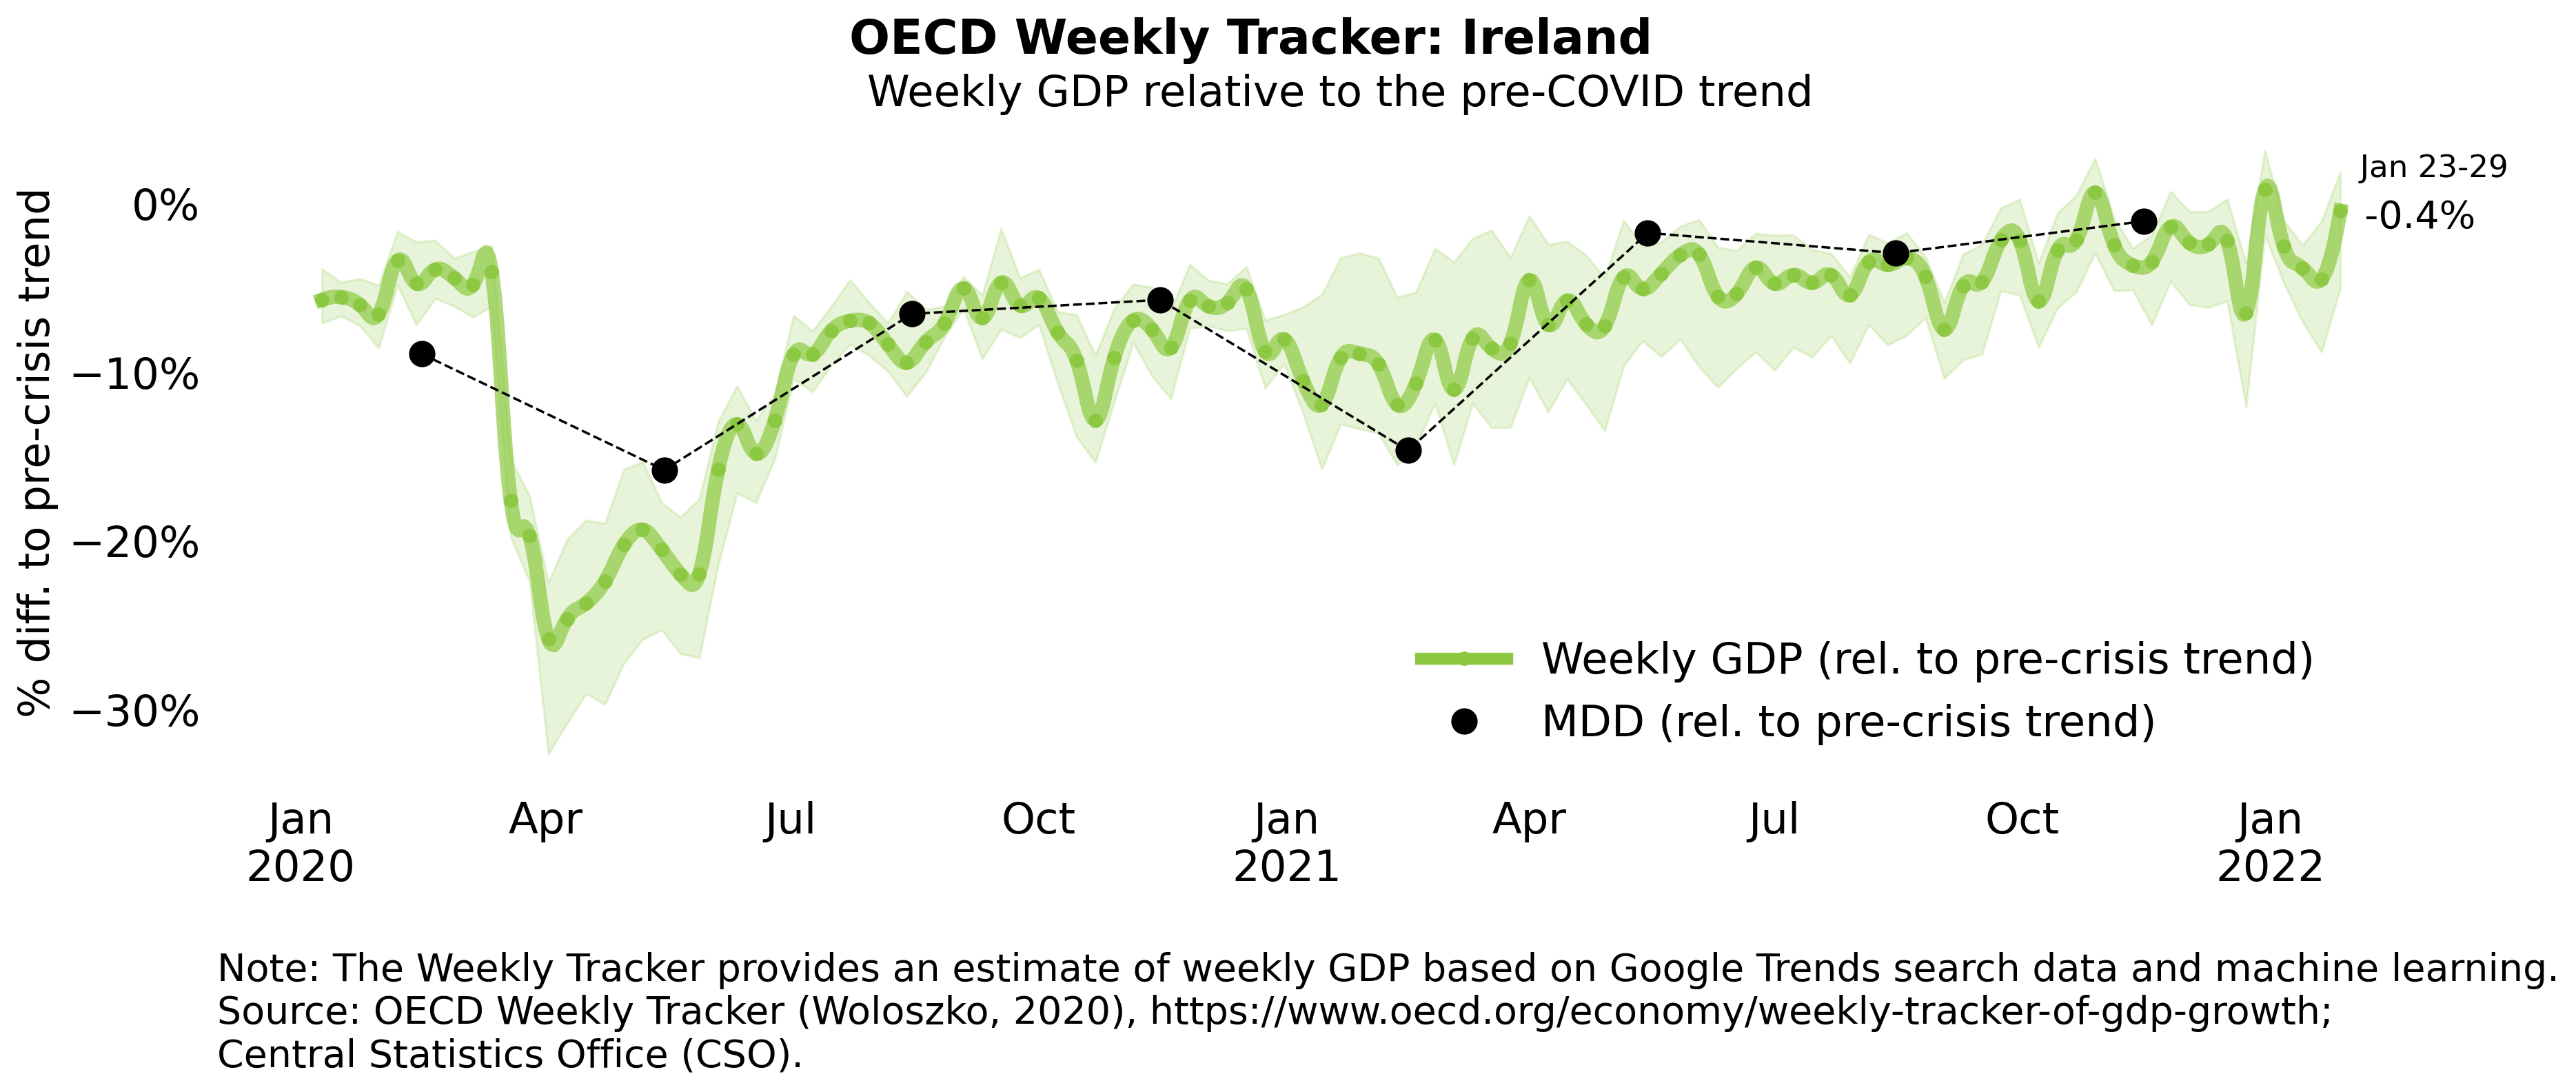 OECD Weekly Tracker: Ireland
Weekly GDP relative to the pre-COVID trend
% diff. to pre-crisis trend
0%
−10%
−20%
−30%
Jan 23-29
-0.4%
Weekly GDP (rel. to pre-crisis trend)
MDD (rel. to pre-crisis trend)
Jan Apr Jul Oct Jan Apr Jul Oct Jan
2020 2021 2022
Note: The Weekly Tracker provides an estimate of weekly GDP based on Google Trends search data and machine learning.
Source: OECD Weekly Tracker (Woloszko, 2020), https://www.oecd.org/economy/weekly-tracker-of-gdp-growth;
Central Statistics Office (CSO).